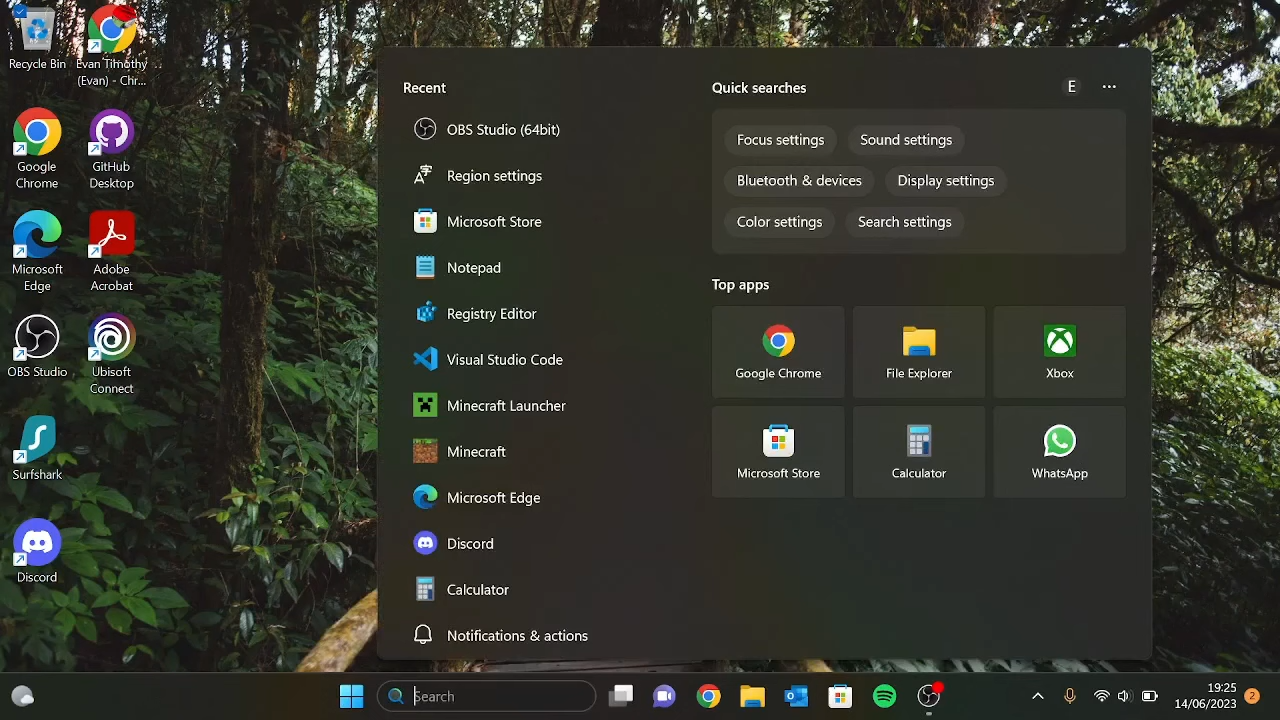 Recycle Bin
Evan Timothy
(Evan) - Chr...
Google
Chrome
GitHub
Desktop
Microsoft
Edge
Adobe
Acrobat
OBS Studio
Ubisoft
Connect
Surfshark
Discord
Recent
OBS Studio (64bit)
Region settings
Microsoft Store
Notepad
Registry Editor
Visual Studio Code
Minecraft Launcher
Minecraft
Microsoft Edge
Discord
Calculator
Notifications & actions
Quick searches
E
Focus settings
Sound settings
Bluetooth & devices
Display settings
Color settings
Search settings
Top apps
Google Chrome
File Explorer
Xbox
Microsoft Store
Calculator
WhatsApp
Search
19:25
14/06/2023
2